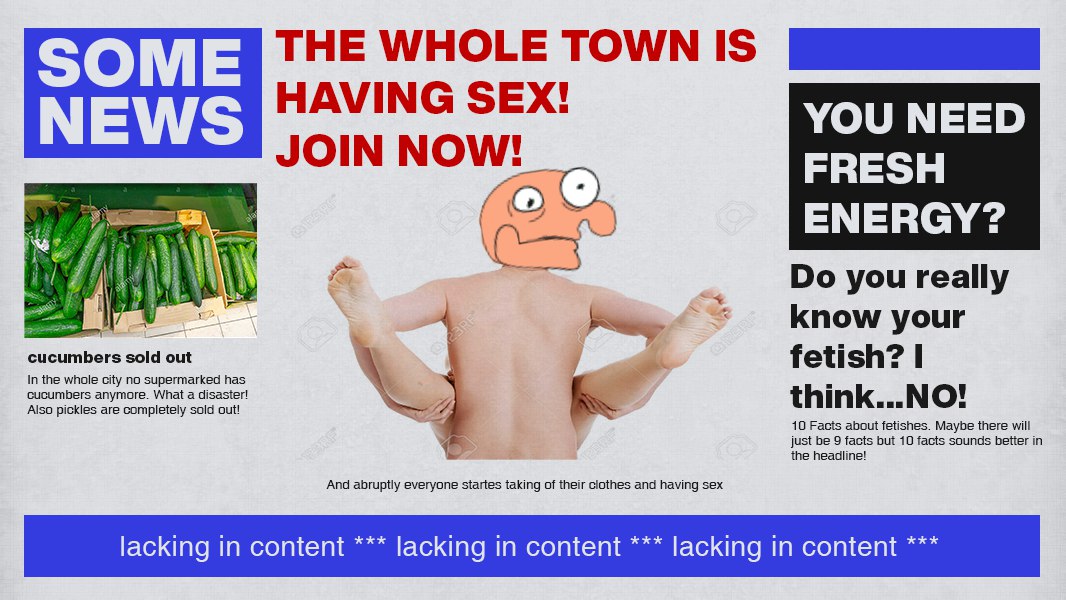 SOME
NEWS
THE WHOLE TOWN IS
HAVING SEX!
JOIN NOW!
cucumbers sold out
In the whole city no supermarked has
cucumbers anymore. What a disaster!
Also pickles are completely sold out!
And abruptly everyone startes taking of their clothes and having sex
YOU NEED
FRESH
ENERGY?
Do you really
know your
fetish? I
think...NO!
10 Facts about fetishes. Maybe there will
just be 9 facts but 10 facts sounds better in
the headline!
lacking in content *** lacking in content *** lacking in content ***